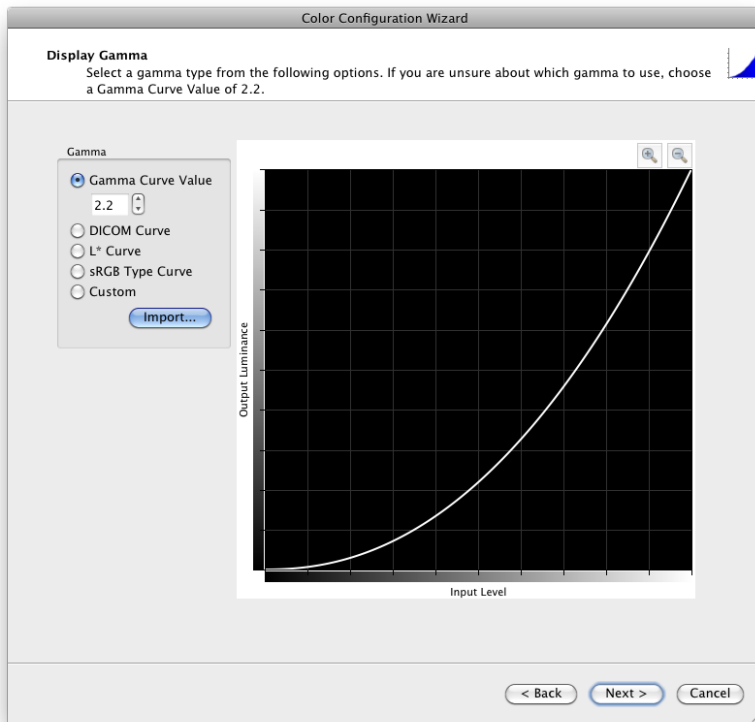 Color Configuration Wizard
Display Gamma
Select a gamma type from the following options. If you are unsure about which gamma to use, choose
a Gamma Curve Value of 2.2.
Gamma
Gamma Curve Value
2.2
DICOM Curve
L* Curve
sRGB Type Curve
Custom
Import...
Output Luminance
Input Level
< Back
Next >
Cancel